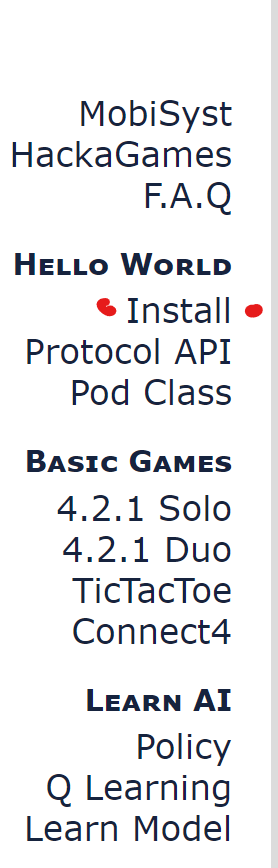 MobiSyst
HackaGames
F.A.Q
Hello World
Install
Protocol API
Pod Class
Basic Games
4.2.1 Solo
4.2.1 Duo
TicTacToe
Connect4
Learn AI
Policy
Q Learning
Learn Model